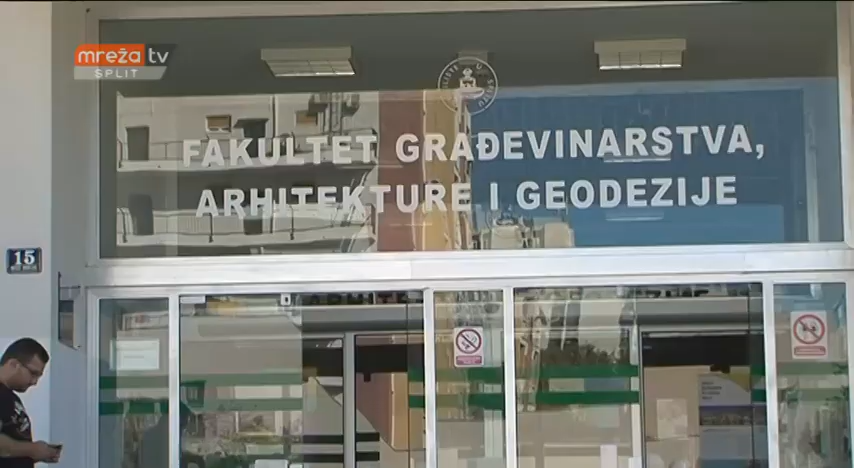 mreža tv
SPLIT
FAKULTET GRAĐEVINARSTVA,
ARHITEKTURE I GEODEZIJE
15